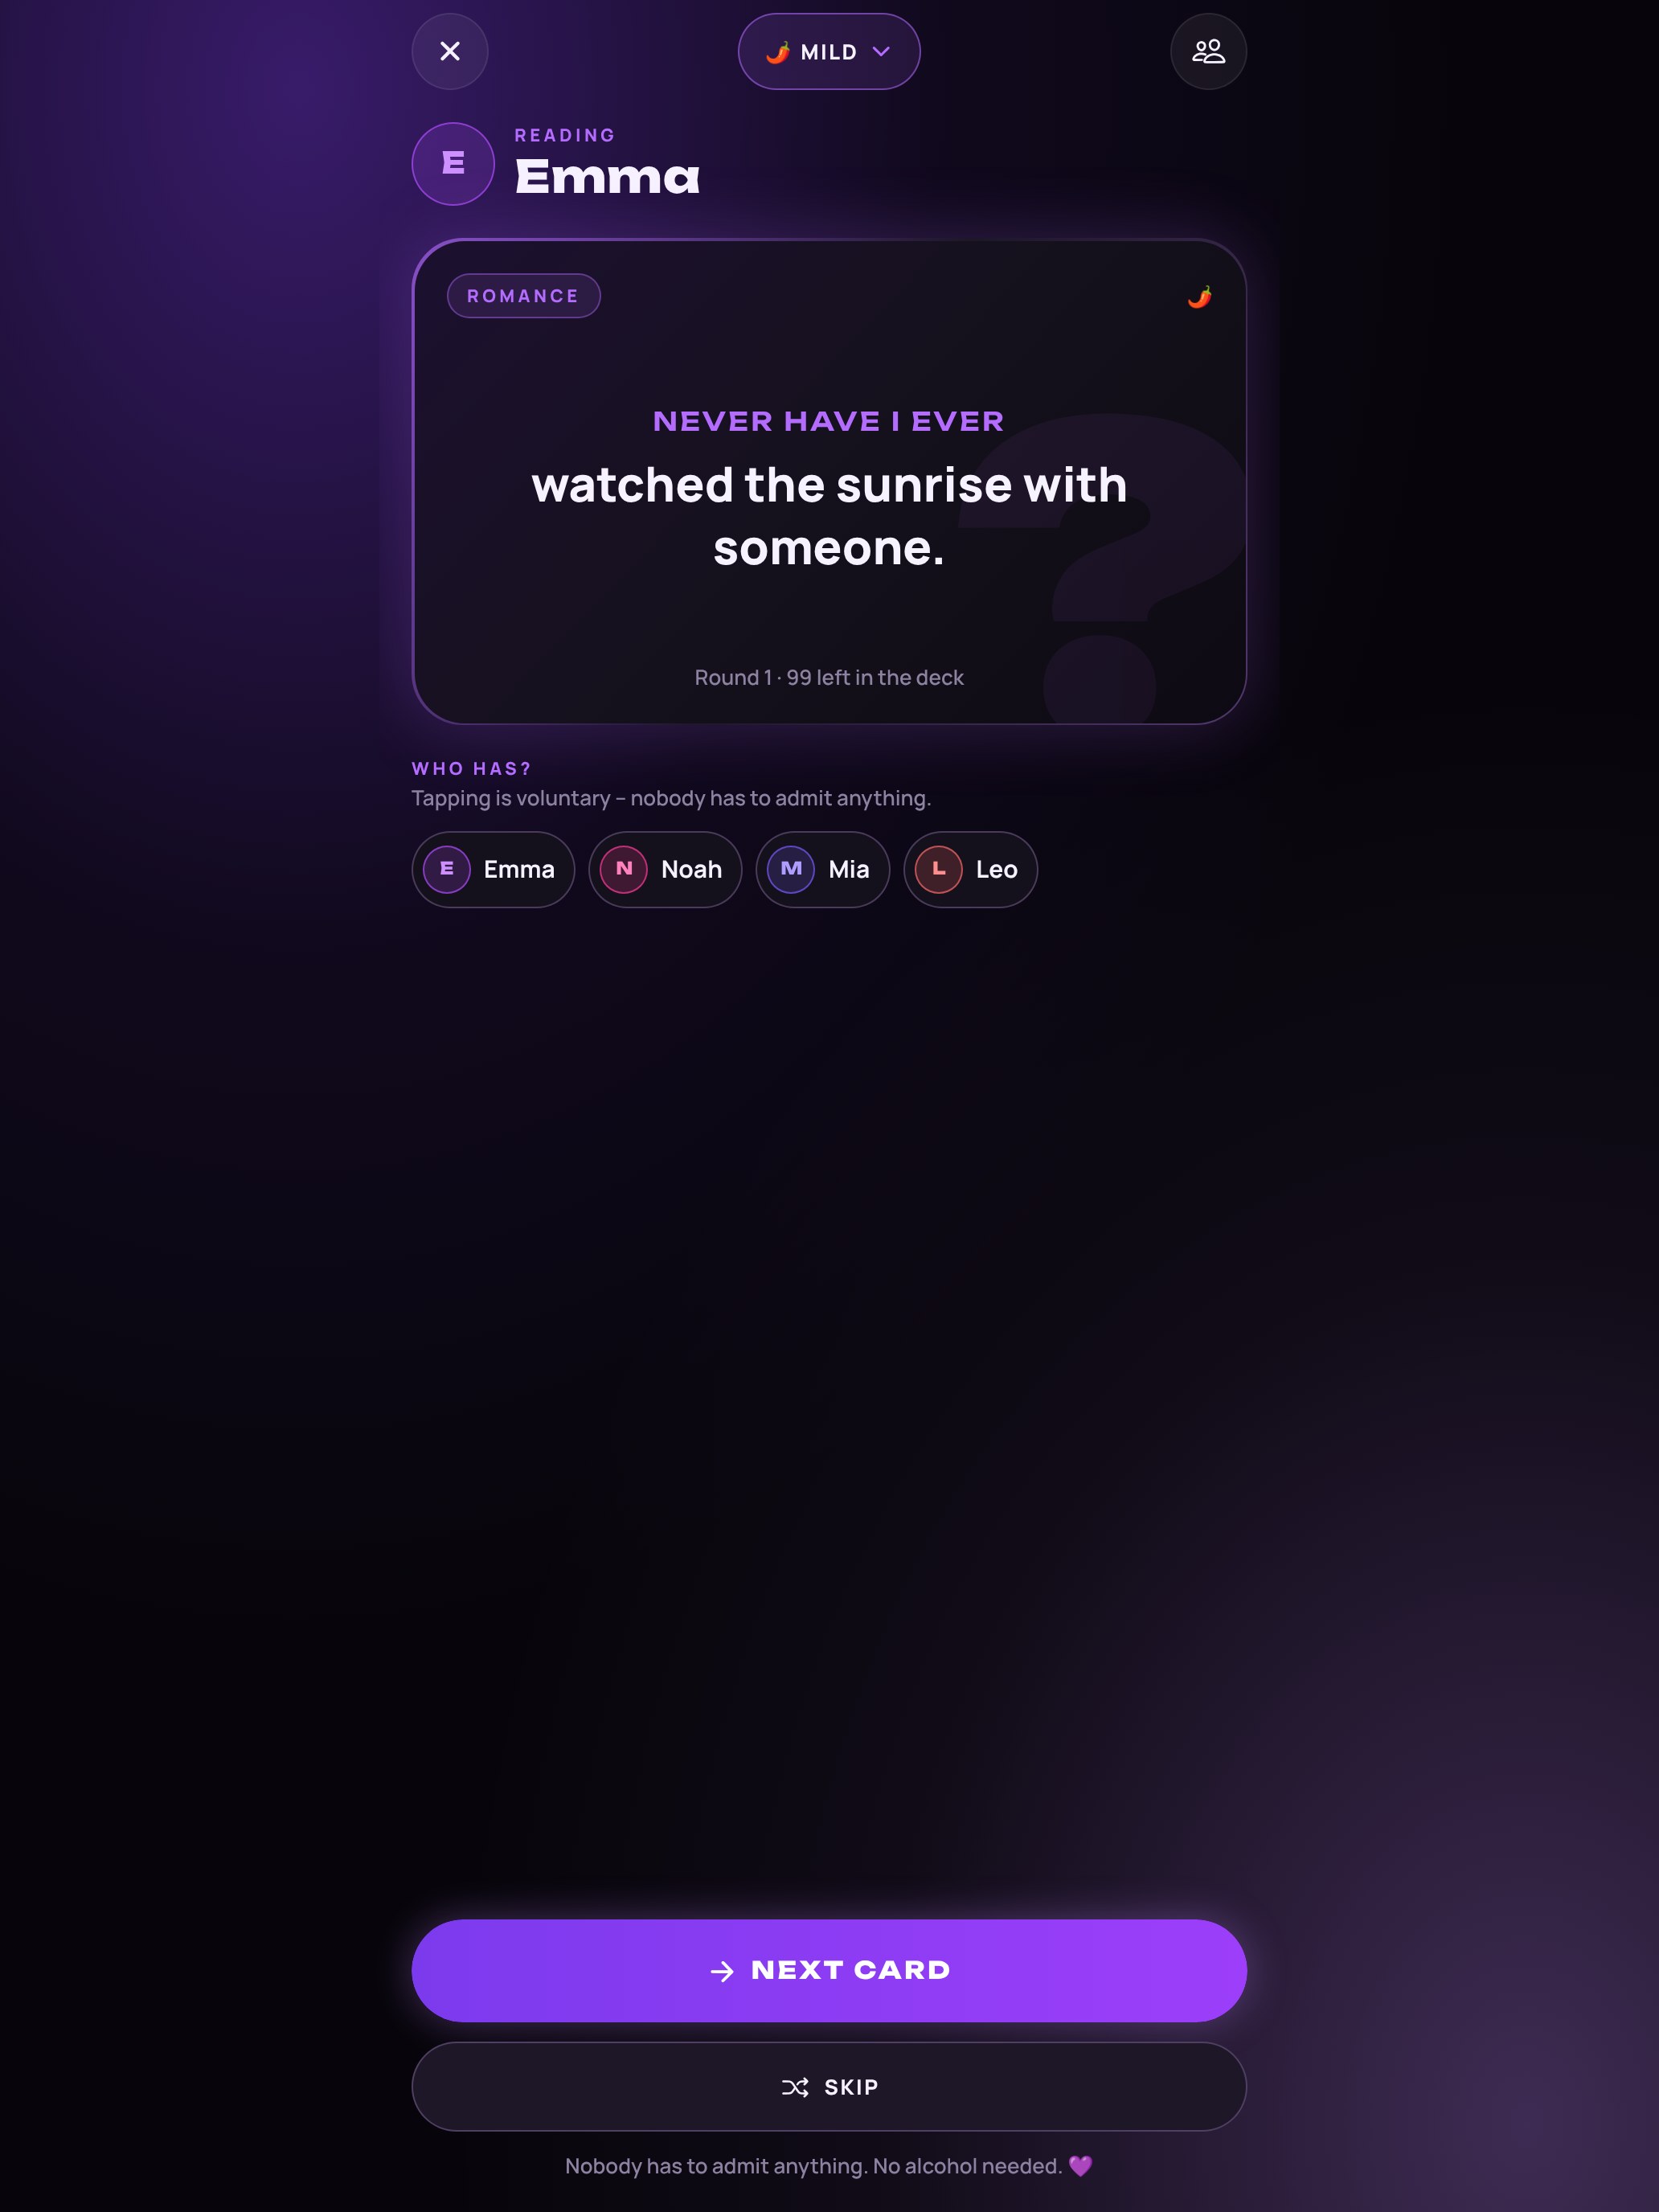 🌶️ MILD
E
READING
Emma
ROMANCE
🌶️
NEVER HAVE I EVER
watched the sunrise with
someone.
?
Round 1 · 99 left in the deck
WHO HAS?
Tapping is voluntary – nobody has to admit anything.
E Emma N Noah M Mia L Leo
→ NEXT CARD
SKIP
Nobody has to admit anything. No alcohol needed. 💜